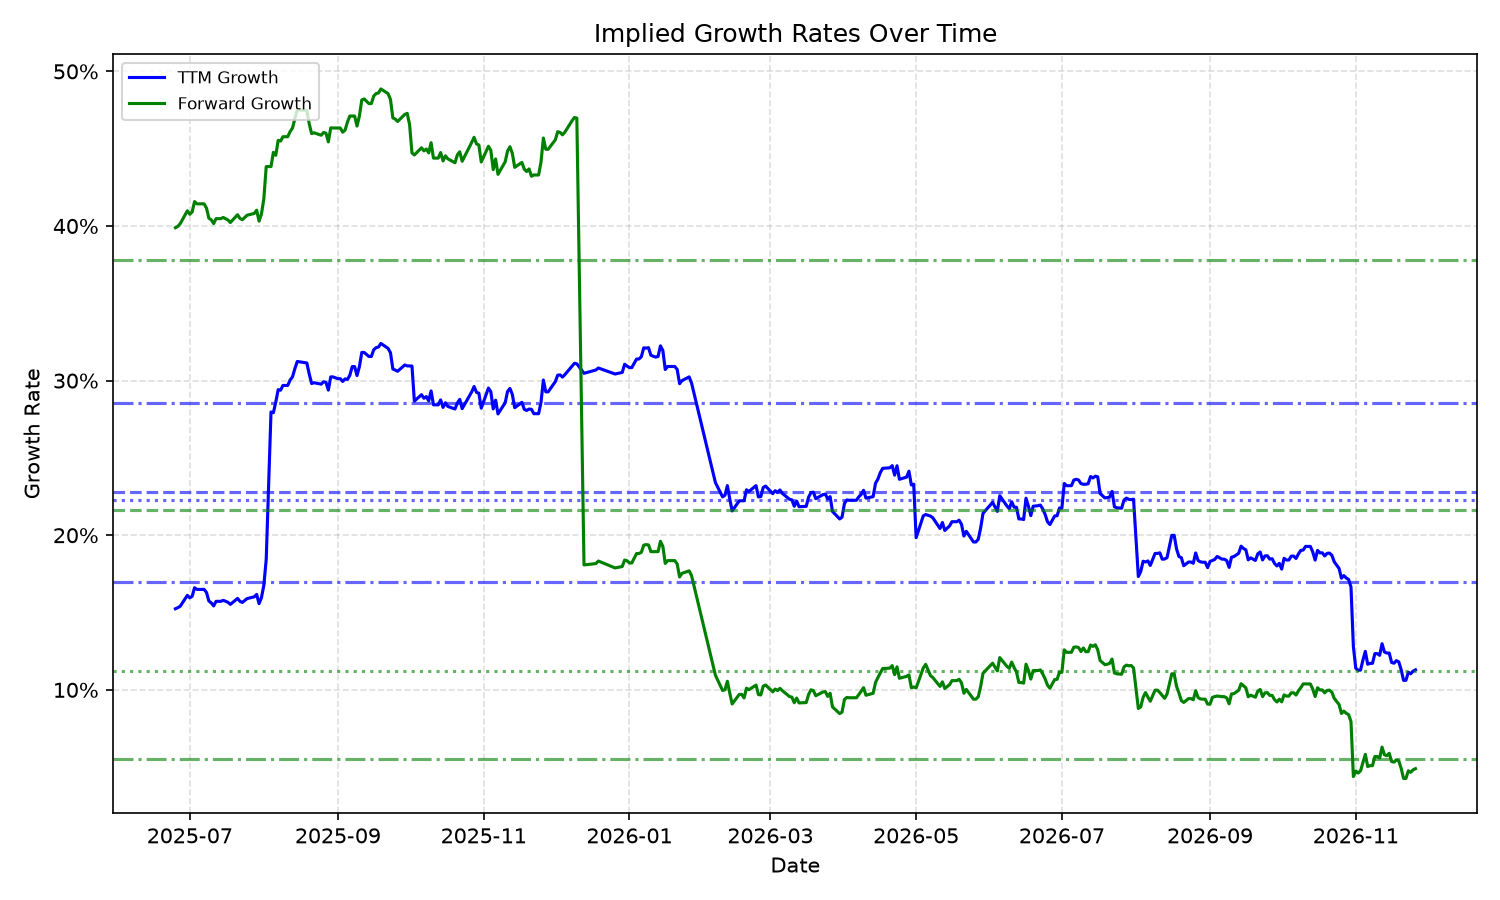 Implied Growth Rates Over Time
TTM Growth
Forward Growth
50%
40%
30%
20%
10%
Growth Rate
2025-07
2025-09
2025-11
2026-01
2026-03
2026-05
2026-07
2026-09
2026-11
Date